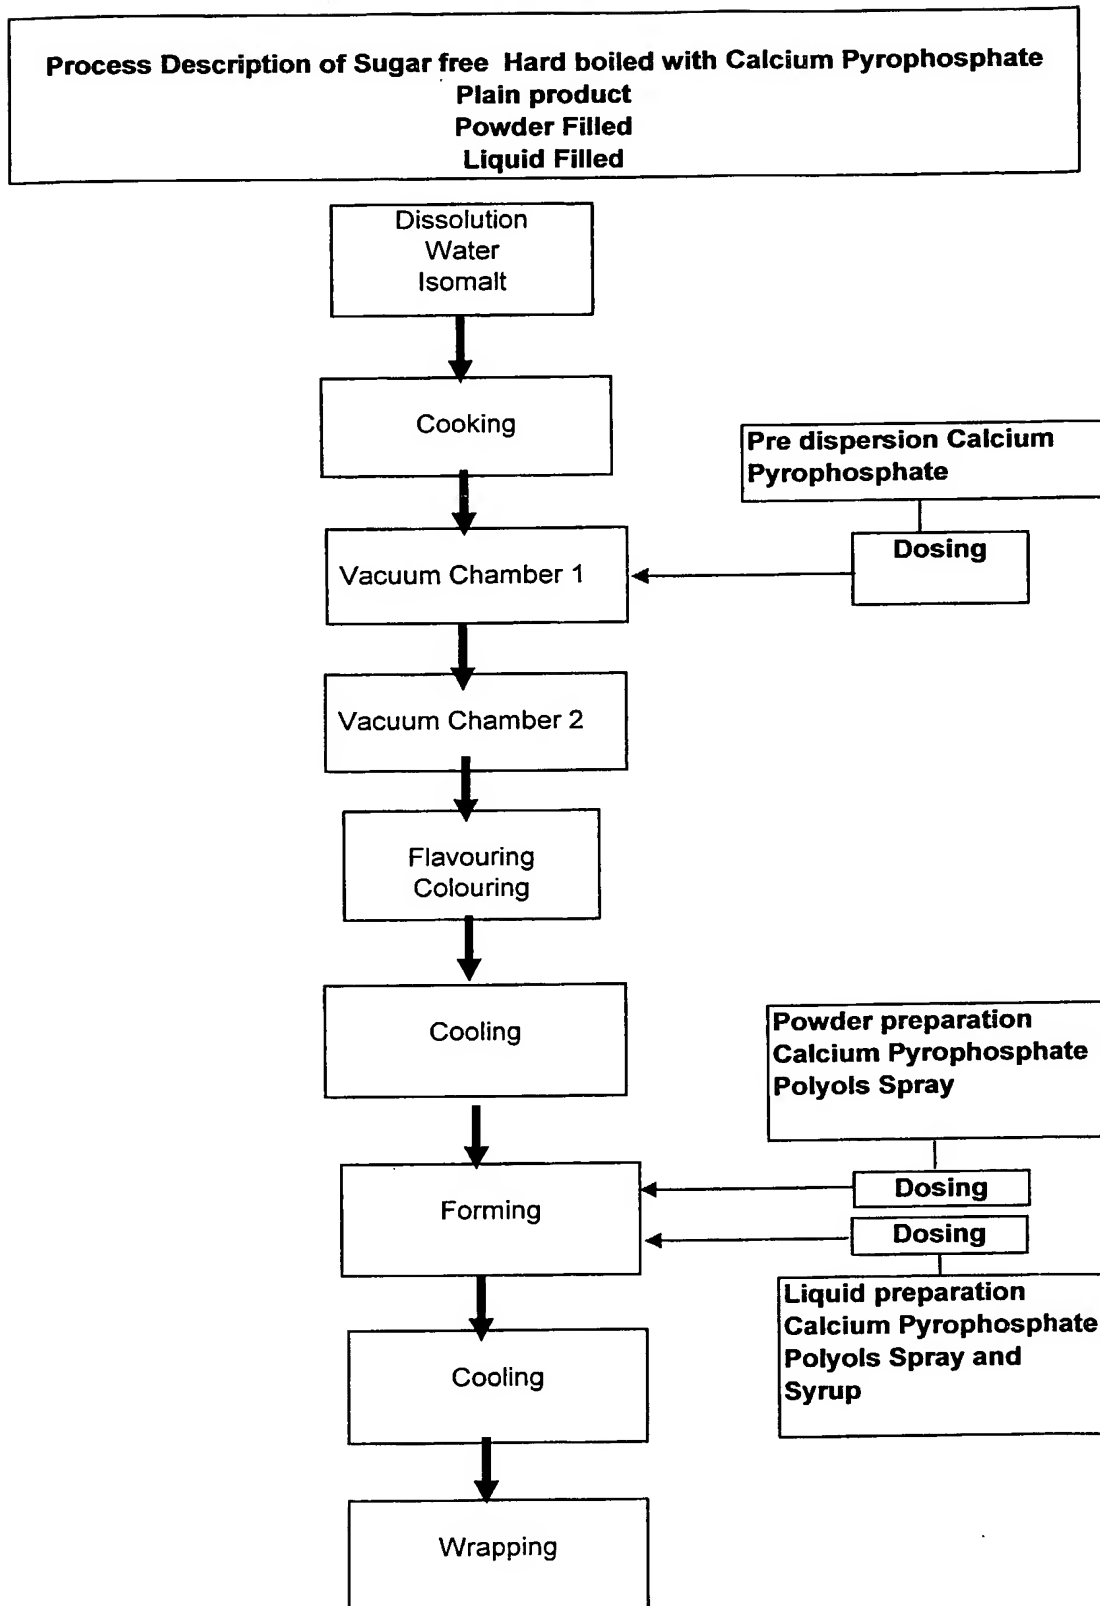 Process Description of Sugar free Hard boiled with Calcium Pyrophosphate
Plain product
Powder Filled
Liquid Filled
Dissolution
Water
Isomalt
Cooking
Pre dispersion Calcium
Pyrophosphate
Dosing
Vacuum Chamber 1
Vacuum Chamber 2
Flavouring
Colouring
Cooling
Powder preparation
Calcium Pyrophosphate
Polyols Spray
Dosing
Forming
Dosing
Liquid preparation
Calcium Pyrophosphate
Polyols Spray and
Syrup
Cooling
Wrapping